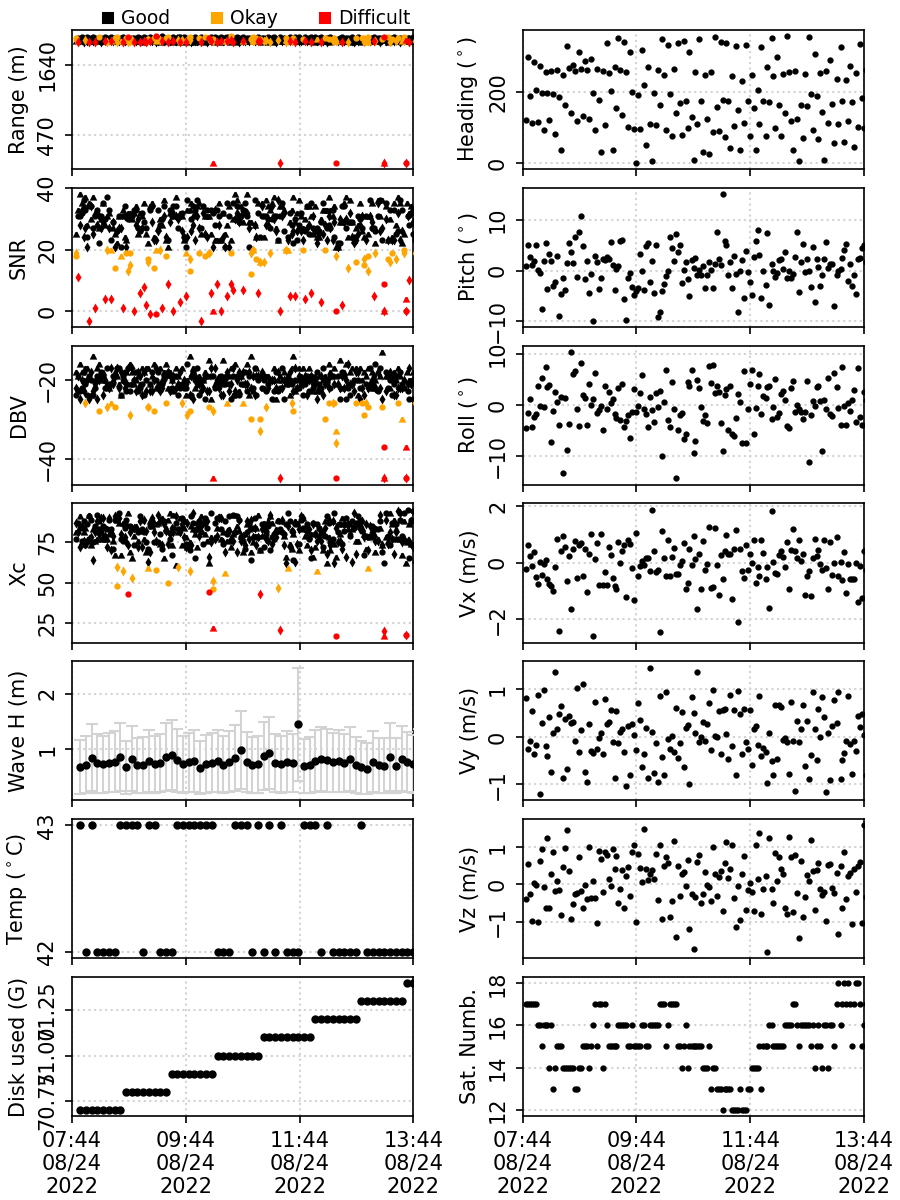 Good Okay Difficult
Range (m)
1640
470
Heading (°)
200
0
SNR
40
20
0
Pitch (°)
10
0
−10
DBV
−20
−40
Roll (°)
10
0
−10
Xc
75
50
25
Vx (m/s)
2
0
−2
Wave H (m)
2
1
Vy (m/s)
1
0
−1
Temp (°C)
43
42
Vz (m/s)
1
0
−1
Disk used (G)
71.25
71.00
70.75
Sat. Numb.
18
16
14
12
07:44 09:44 11:44 13:44
08/24 08/24 08/24 08/24
2022 2022 2022 2022
07:44 09:44 11:44 13:44
08/24 08/24 08/24 08/24
2022 2022 2022 2022